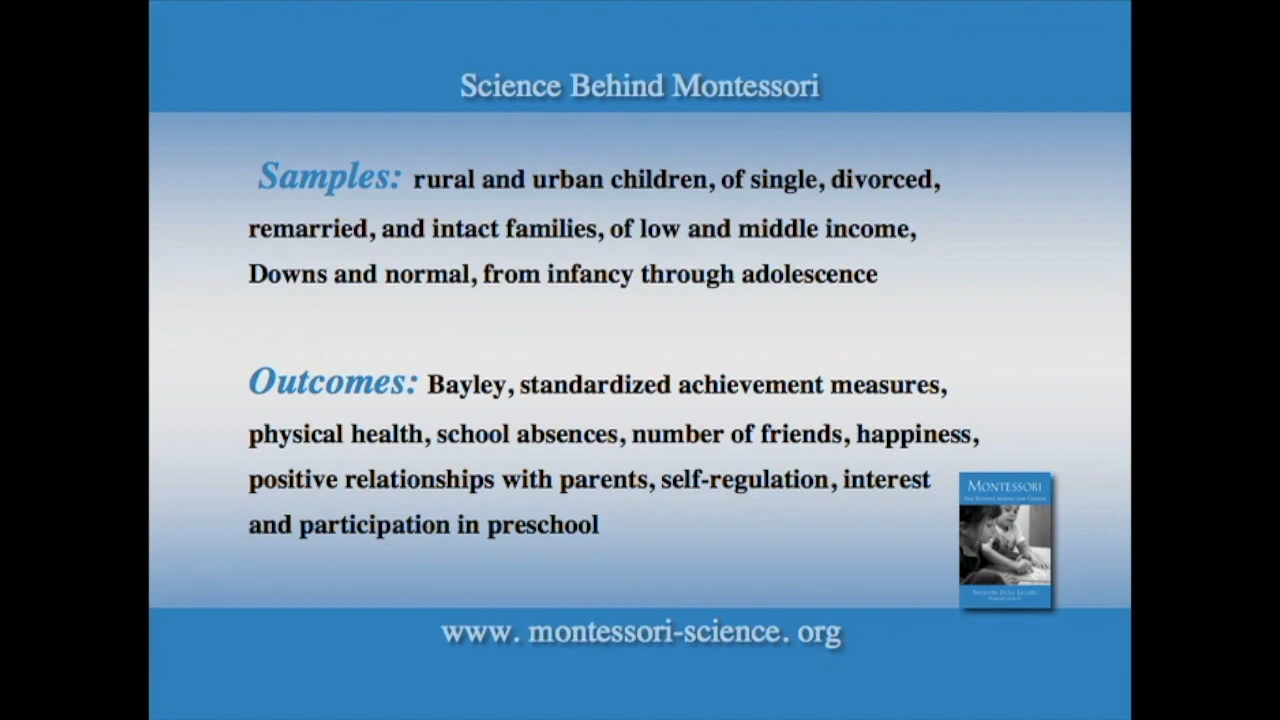 Science Behind Montessori
Samples: rural and urban children, of single, divorced,
remarried, and intact families, of low and middle income,
Downs and normal, from infancy through adolescence
Outcomes: Bayley, standardized achievement measures,
physical health, school absences, number of friends, happiness,
positive relationships with parents, self-regulation, interest
and participation in preschool
MONTESSORI
www. montessori-science. org